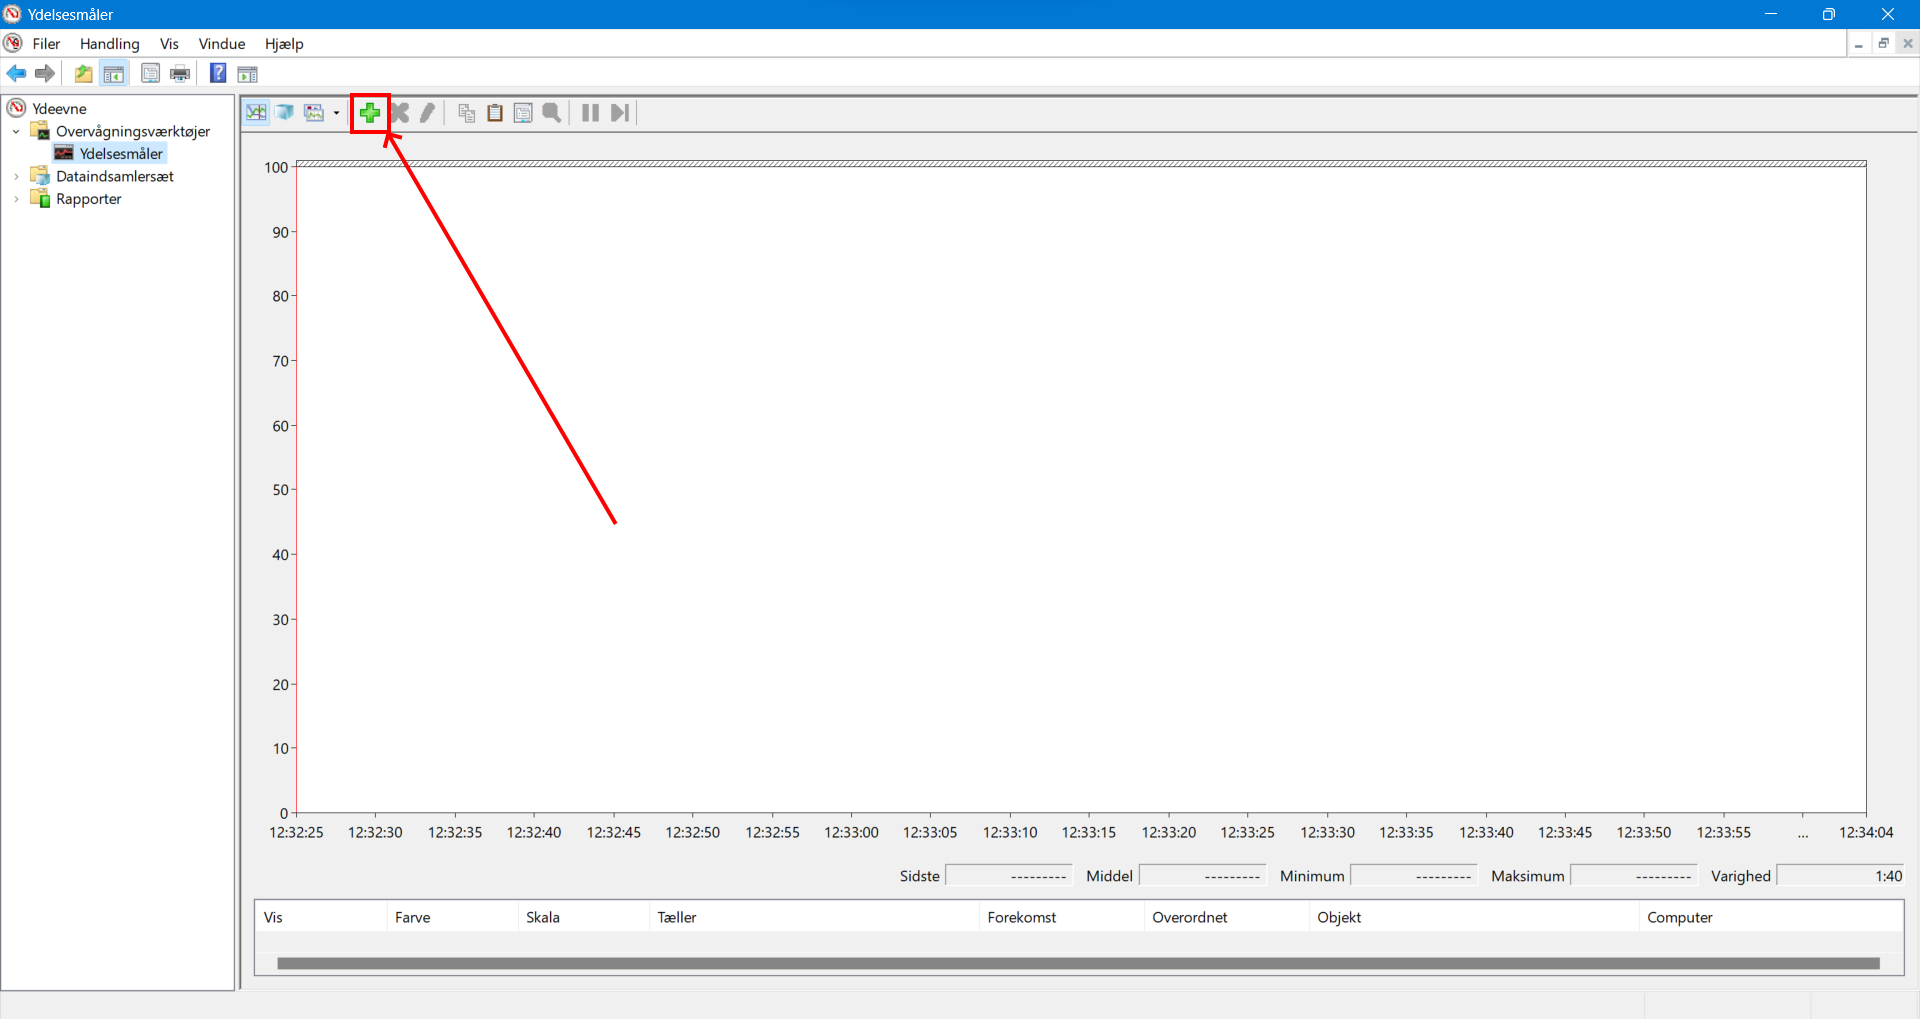 Ydelsesmåler
Filer Handling Vis Vindue Hjælp
Ydeevne
Overvågningsværktøjer
Ydelsesmåler
Dataindsamlersæt
Rapporter
100
90
80
70
60
50
40
30
20
10
0
12:32:25 12:32:30 12:32:35 12:32:40 12:32:45 12:32:50 12:32:55 12:33:00 12:33:05 12:33:10 12:33:15 12:33:20 12:33:25 12:33:30 12:33:35 12:33:40 12:33:45 12:33:50 12:33:55 ... 12:34:04
Sidste --------- Middel --------- Minimum --------- Maksimum --------- Varighed 1:40
Vis Farve Skala Tæller Forekomst Overordnet Objekt Computer